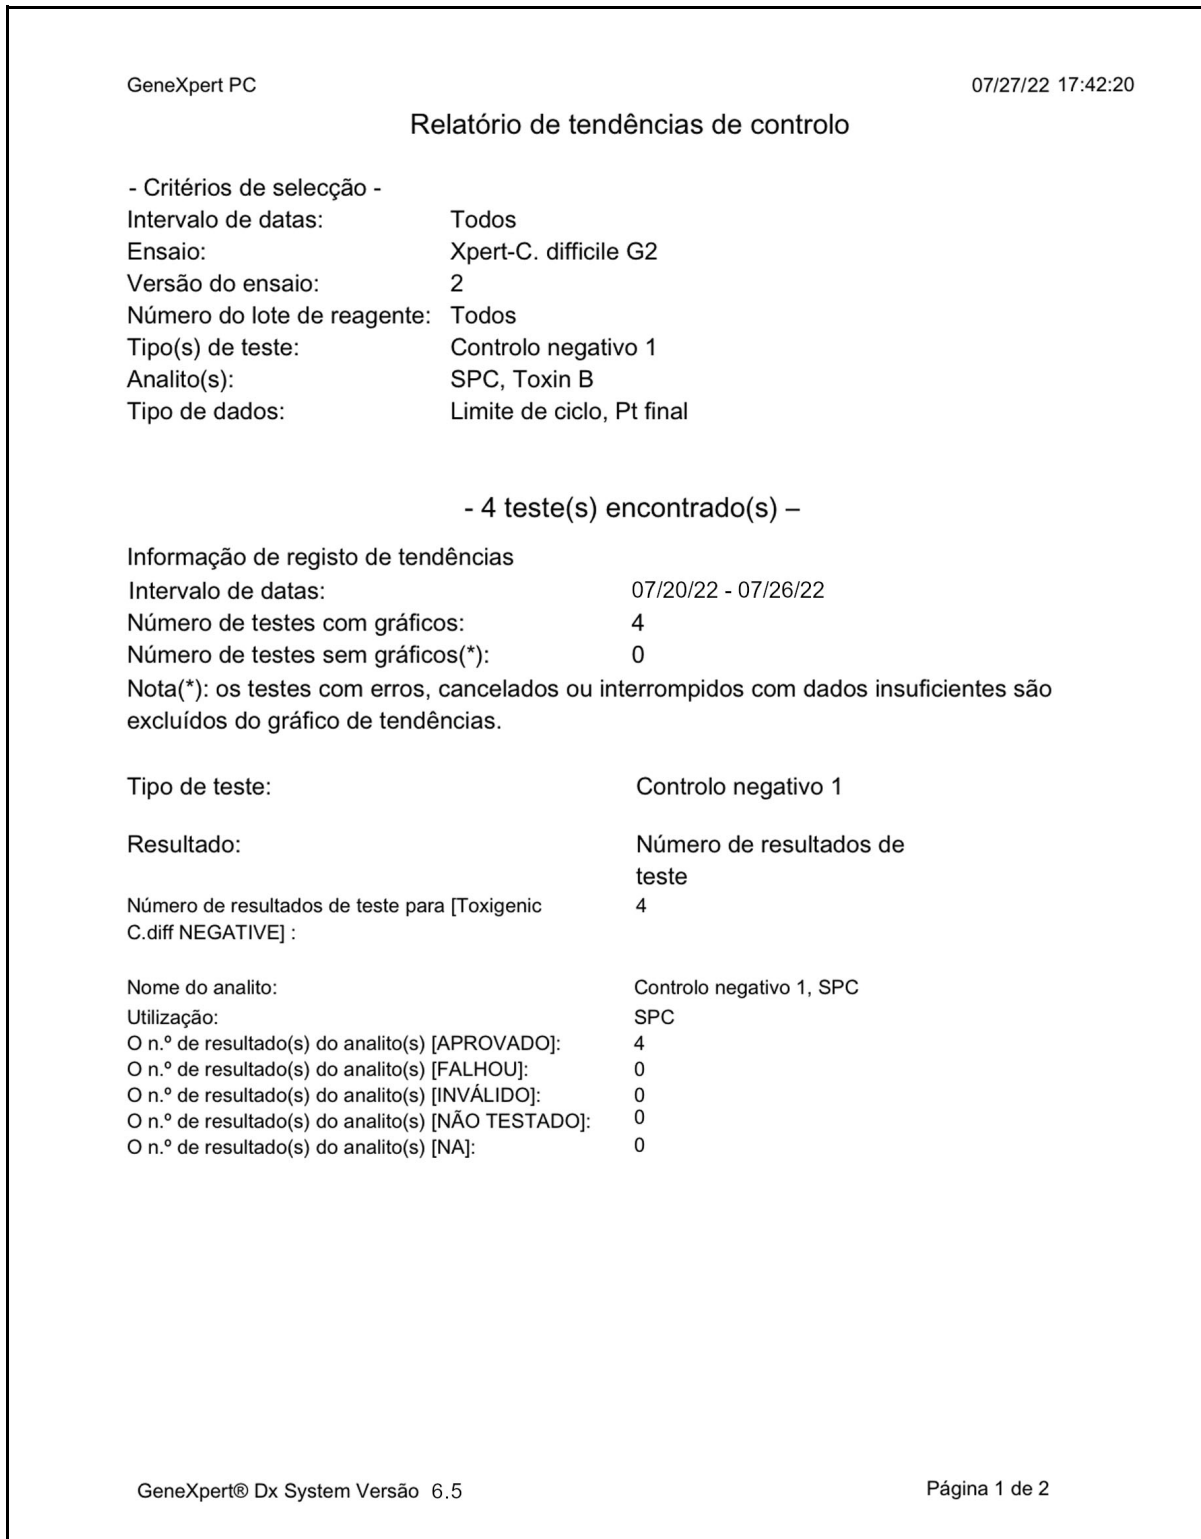 GeneXpert PC 07/27/22 17:42:20
Relatório de tendências de controlo
- Critérios de selecção -
Intervalo de datas: Todos
Ensaio: Xpert-C. difficile G2
Versão do ensaio: 2
Número do lote de reagente: Todos
Tipo(s) de teste: Controlo negativo 1
Analito(s): SPC, Toxin B
Tipo de dados: Limite de ciclo, Pt final
- 4 teste(s) encontrado(s) –
Informação de registo de tendências
Intervalo de datas: 07/20/22 - 07/26/22
Número de testes com gráficos: 4
Número de testes sem gráficos(*): 0
Nota(*): os testes com erros, cancelados ou interrompidos com dados insuficientes são
excluídos do gráfico de tendências.
Tipo de teste: Controlo negativo 1
Resultado: Número de resultados de
teste
Número de resultados de teste para [Toxigenic 4
C.diff NEGATIVE] :
Nome do analito: Controlo negativo 1, SPC
Utilização: SPC
O n.º de resultado(s) do analito(s) [APROVADO]: 4
O n.º de resultado(s) do analito(s) [FALHOU]: 0
O n.º de resultado(s) do analito(s) [INVÁLIDO]: 0
O n.º de resultado(s) do analito(s) [NÃO TESTADO]: 0
O n.º de resultado(s) do analito(s) [NA]: 0
GeneXpert® Dx System Versão 6.5 Página 1 de 2